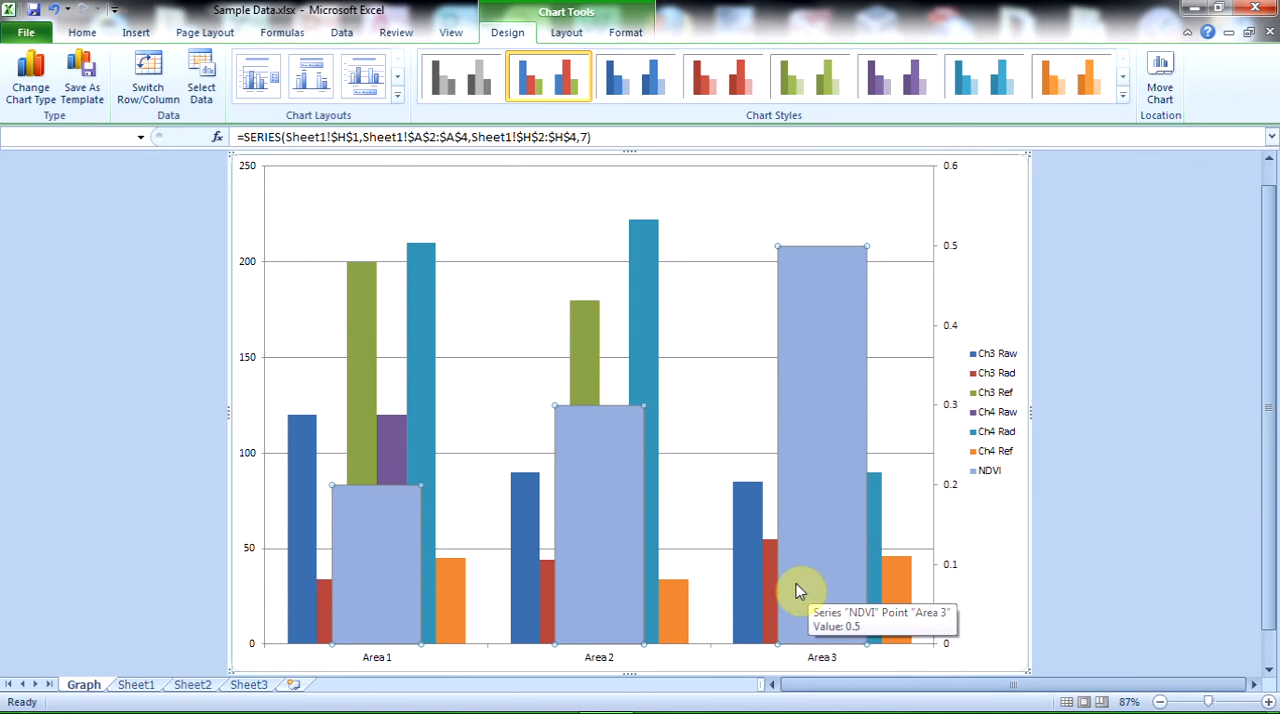 Sample Data.xlsx - Microsoft Excel
Chart Tools
File Home Insert Page Layout Formulas Data Review View Design Layout Format
Change Chart Type
Save As Template
Switch Row/Column
Select Data
Move Chart
Type Data Chart Layouts Chart Styles Location
fx =SERIES(Sheet1!$H$1,Sheet1!$A$2:$A$4,Sheet1!$H$2:$H$4,7)
250 0.6
0.5
200
0.4
150
0.3
100
0.2
50
0.1
0 0
Ch3 Raw
Ch3 Rad
Ch3 Ref
Ch4 Raw
Ch4 Rad
Ch4 Ref
NDVI
Series "NDVI" Point "Area 3"
Value: 0.5
Area 1 Area 2 Area 3
Graph Sheet1 Sheet2 Sheet3
Ready 87%